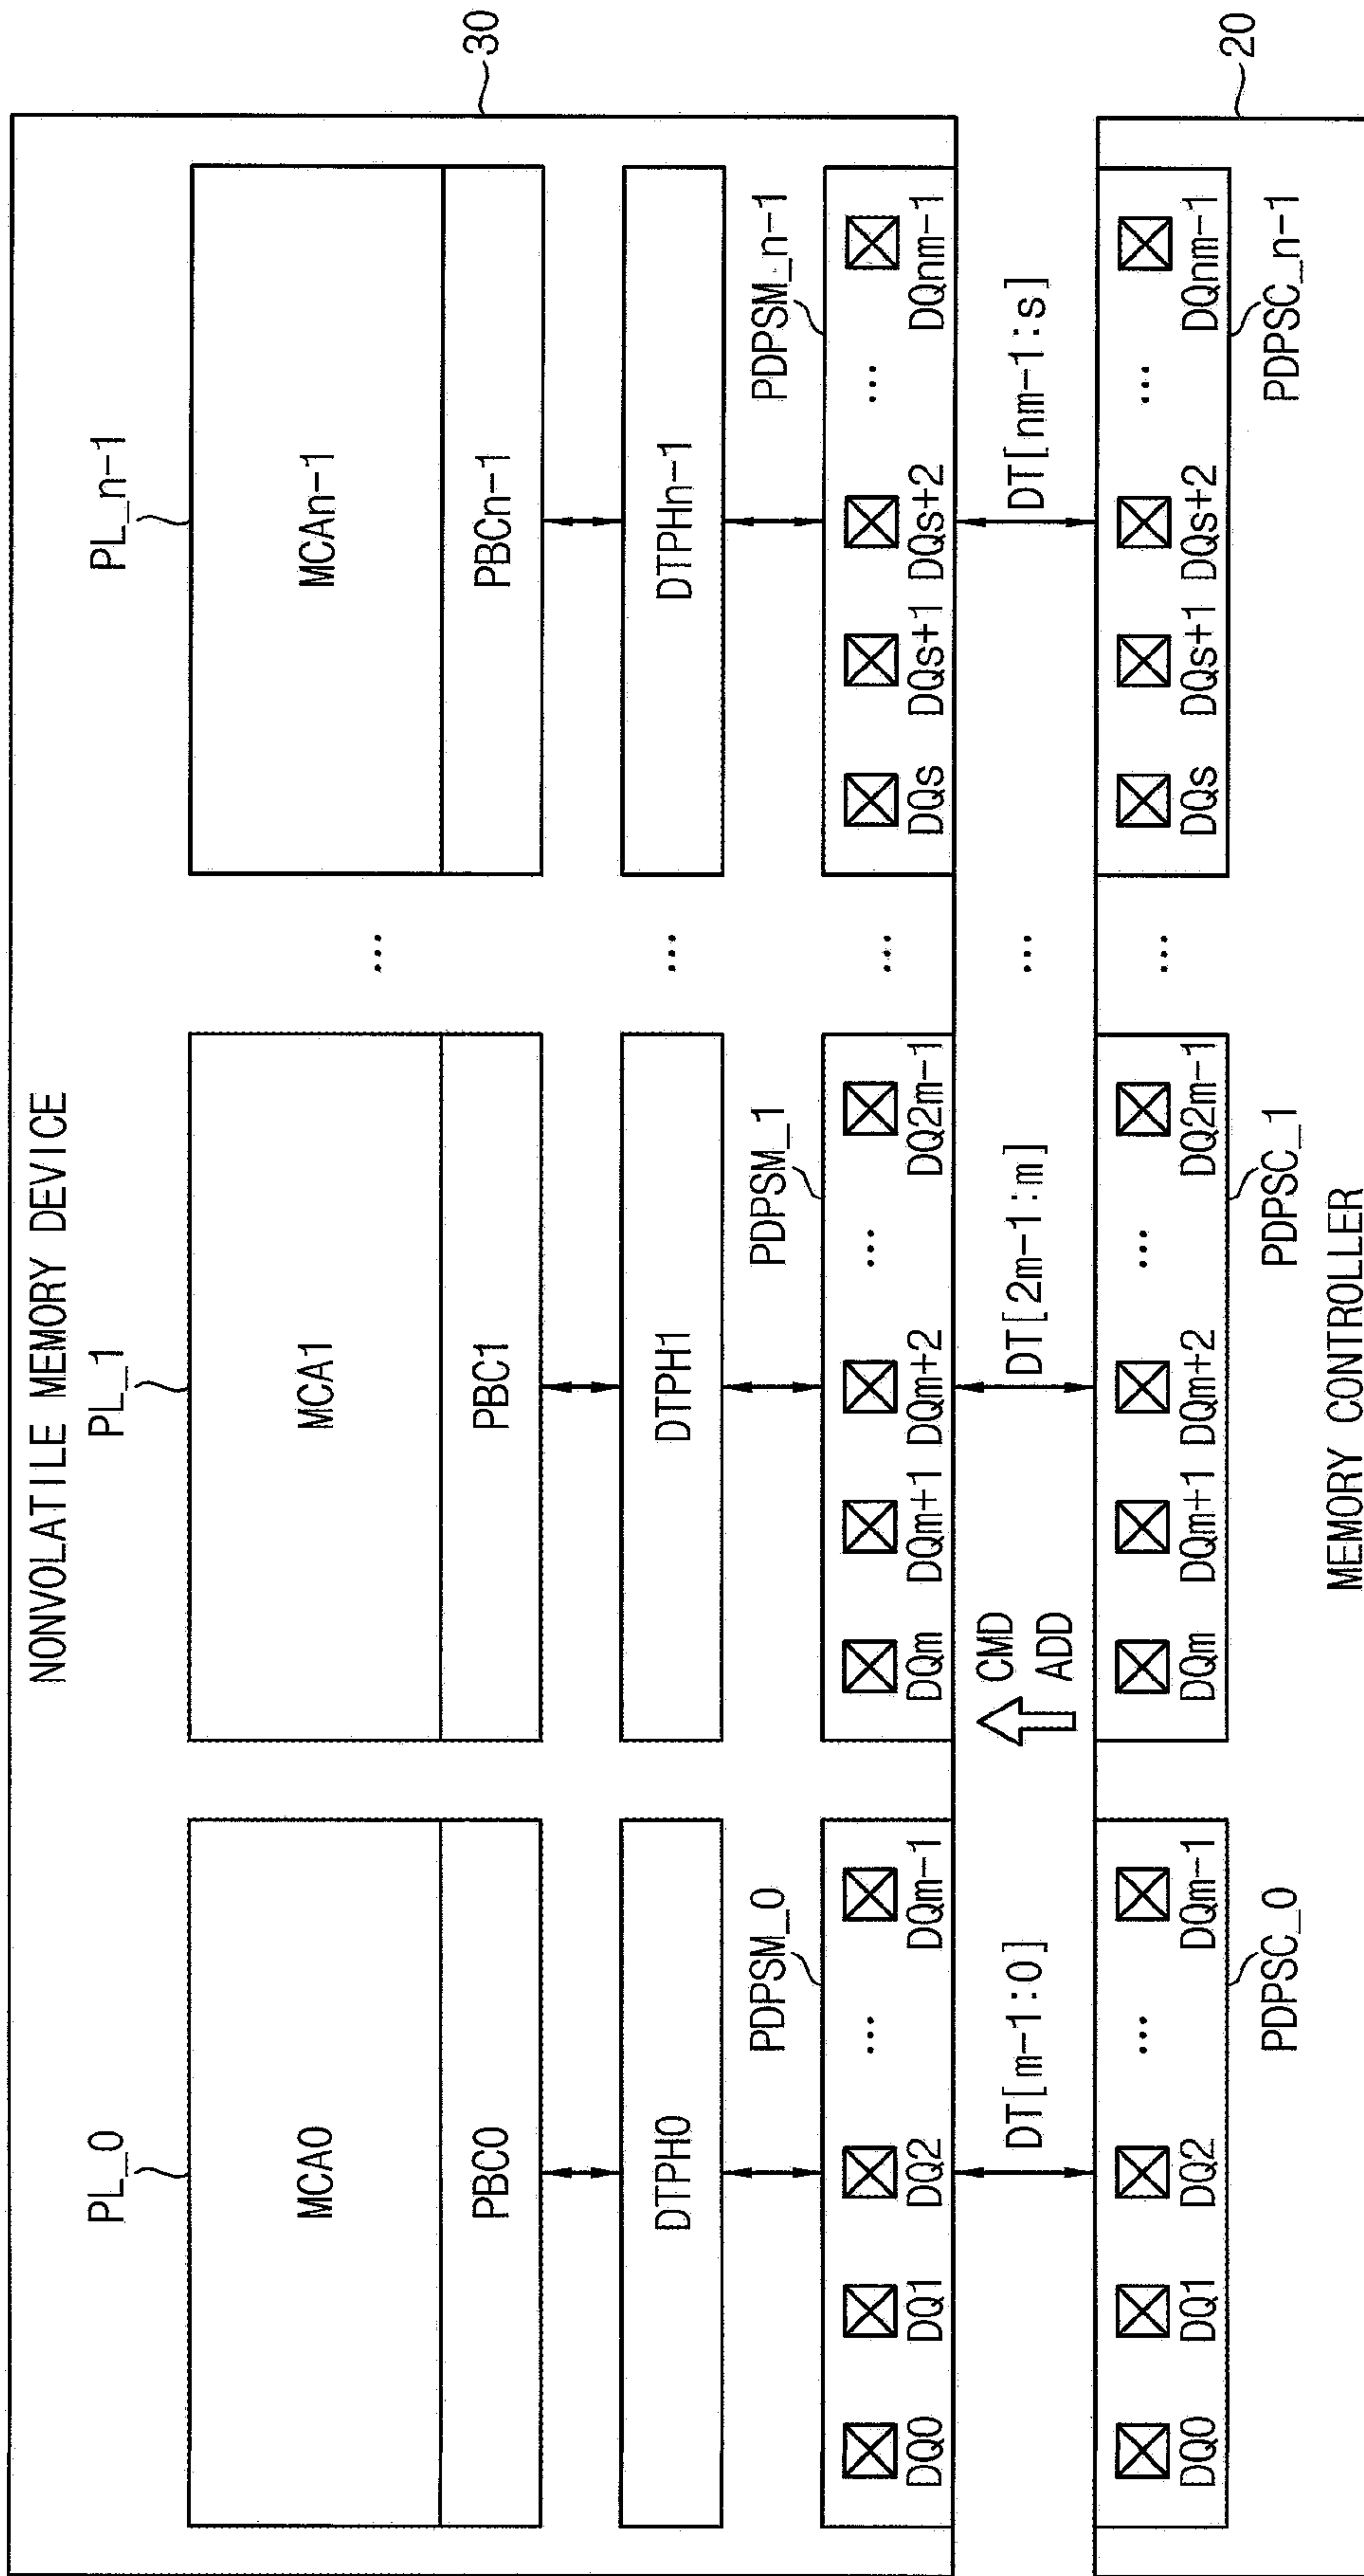 NONVOLATILE MEMORY DEVICE
PL_0 PL_1 PL_n-1
30
MCA0 MCA1 ... MCAn-1
PBC0 PBC1 PBCn-1
DTPH0 DTPH1 ... DTPHn-1
PDPSM_0 PDPSM_1 PDPSM_n-1
... ... ... ...
DQ0 DQ1 DQ2 DQm-1 DQm DQm+1 DQm+2 DQ2m-1 DQs DQs+1 DQs+2 DQnm-1
DT[m-1:0] CMD DT[2m-1:m] ... DT[nm-1:s]
ADD
20
... ... ... ...
DQ0 DQ1 DQ2 DQm-1 DQm DQm+1 DQm+2 DQ2m-1 DQs DQs+1 DQs+2 DQnm-1
PDPSC_0 PDPSC_1 PDPSC_n-1
MEMORY CONTROLLER